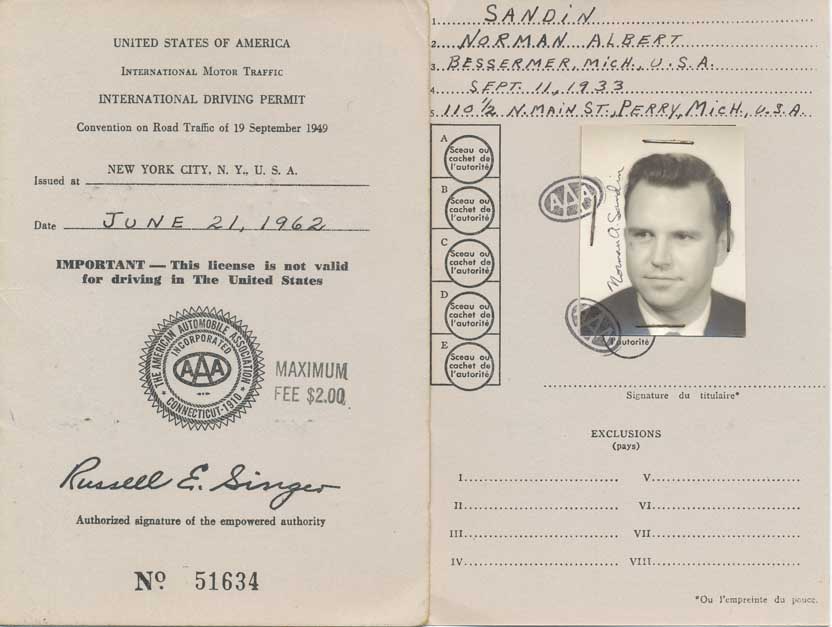 UNITED STATES OF AMERICA
INTERNATIONAL MOTOR TRAFFIC
INTERNATIONAL DRIVING PERMIT
Convention on Road Traffic of 19 September 1949
Issued at NEW YORK CITY, N. Y., U. S. A.
Date JUNE 21, 1962
IMPORTANT — This license is not valid
for driving in The United States
THE AMERICAN AUTOMOBILE ASSOCIATION
INCORPORATED
AAA
CONNECTICUT-1910
MAXIMUM
FEE $2.00
Russell E. Singer
Authorized signature of the empowered authority
Nº 51634
1. SANDIN
2. NORMAN ALBERT
3. BESSERMER, MICH., U.S.A.
4. SEPT. 11, 1933
5. 110 1/2 N. MAIN ST., PERRY, MICH., U.S.A.
A
Sceau ou
cachet de
l'autorité
B
Sceau ou
cachet de
l'autorité
C
Sceau ou
cachet de
l'autorité
D
Sceau ou
cachet de
l'autorité
E
Sceau ou
cachet de
l'autorité
AAA
Norman A. Sandin
AAA
l'autorité
Signature du titulaire*
EXCLUSIONS
(pays)
I V
II VI
III VII
IV VIII
*Ou l'empreinte du pouce.